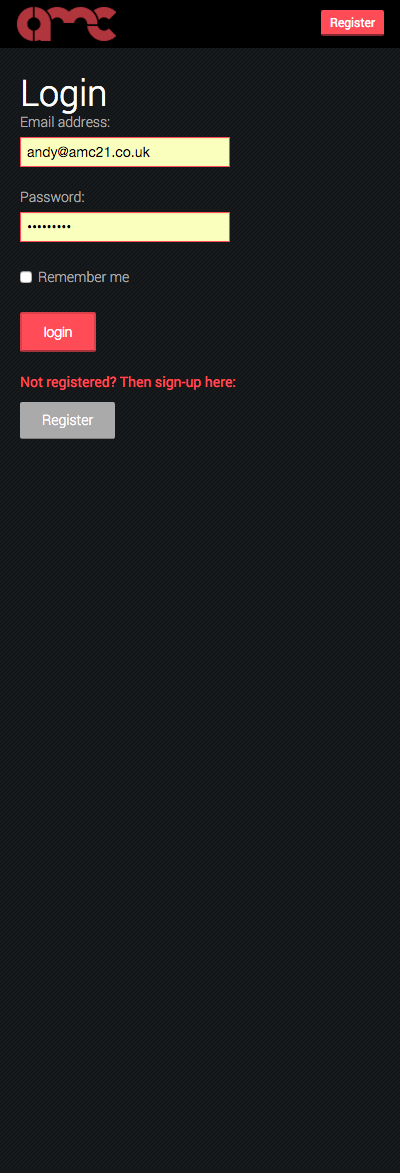 amc
Register
Login
Email address:
andy@amc21.co.uk
Password:
•••••••••
Remember me
login
Not registered? Then sign-up here:
Register